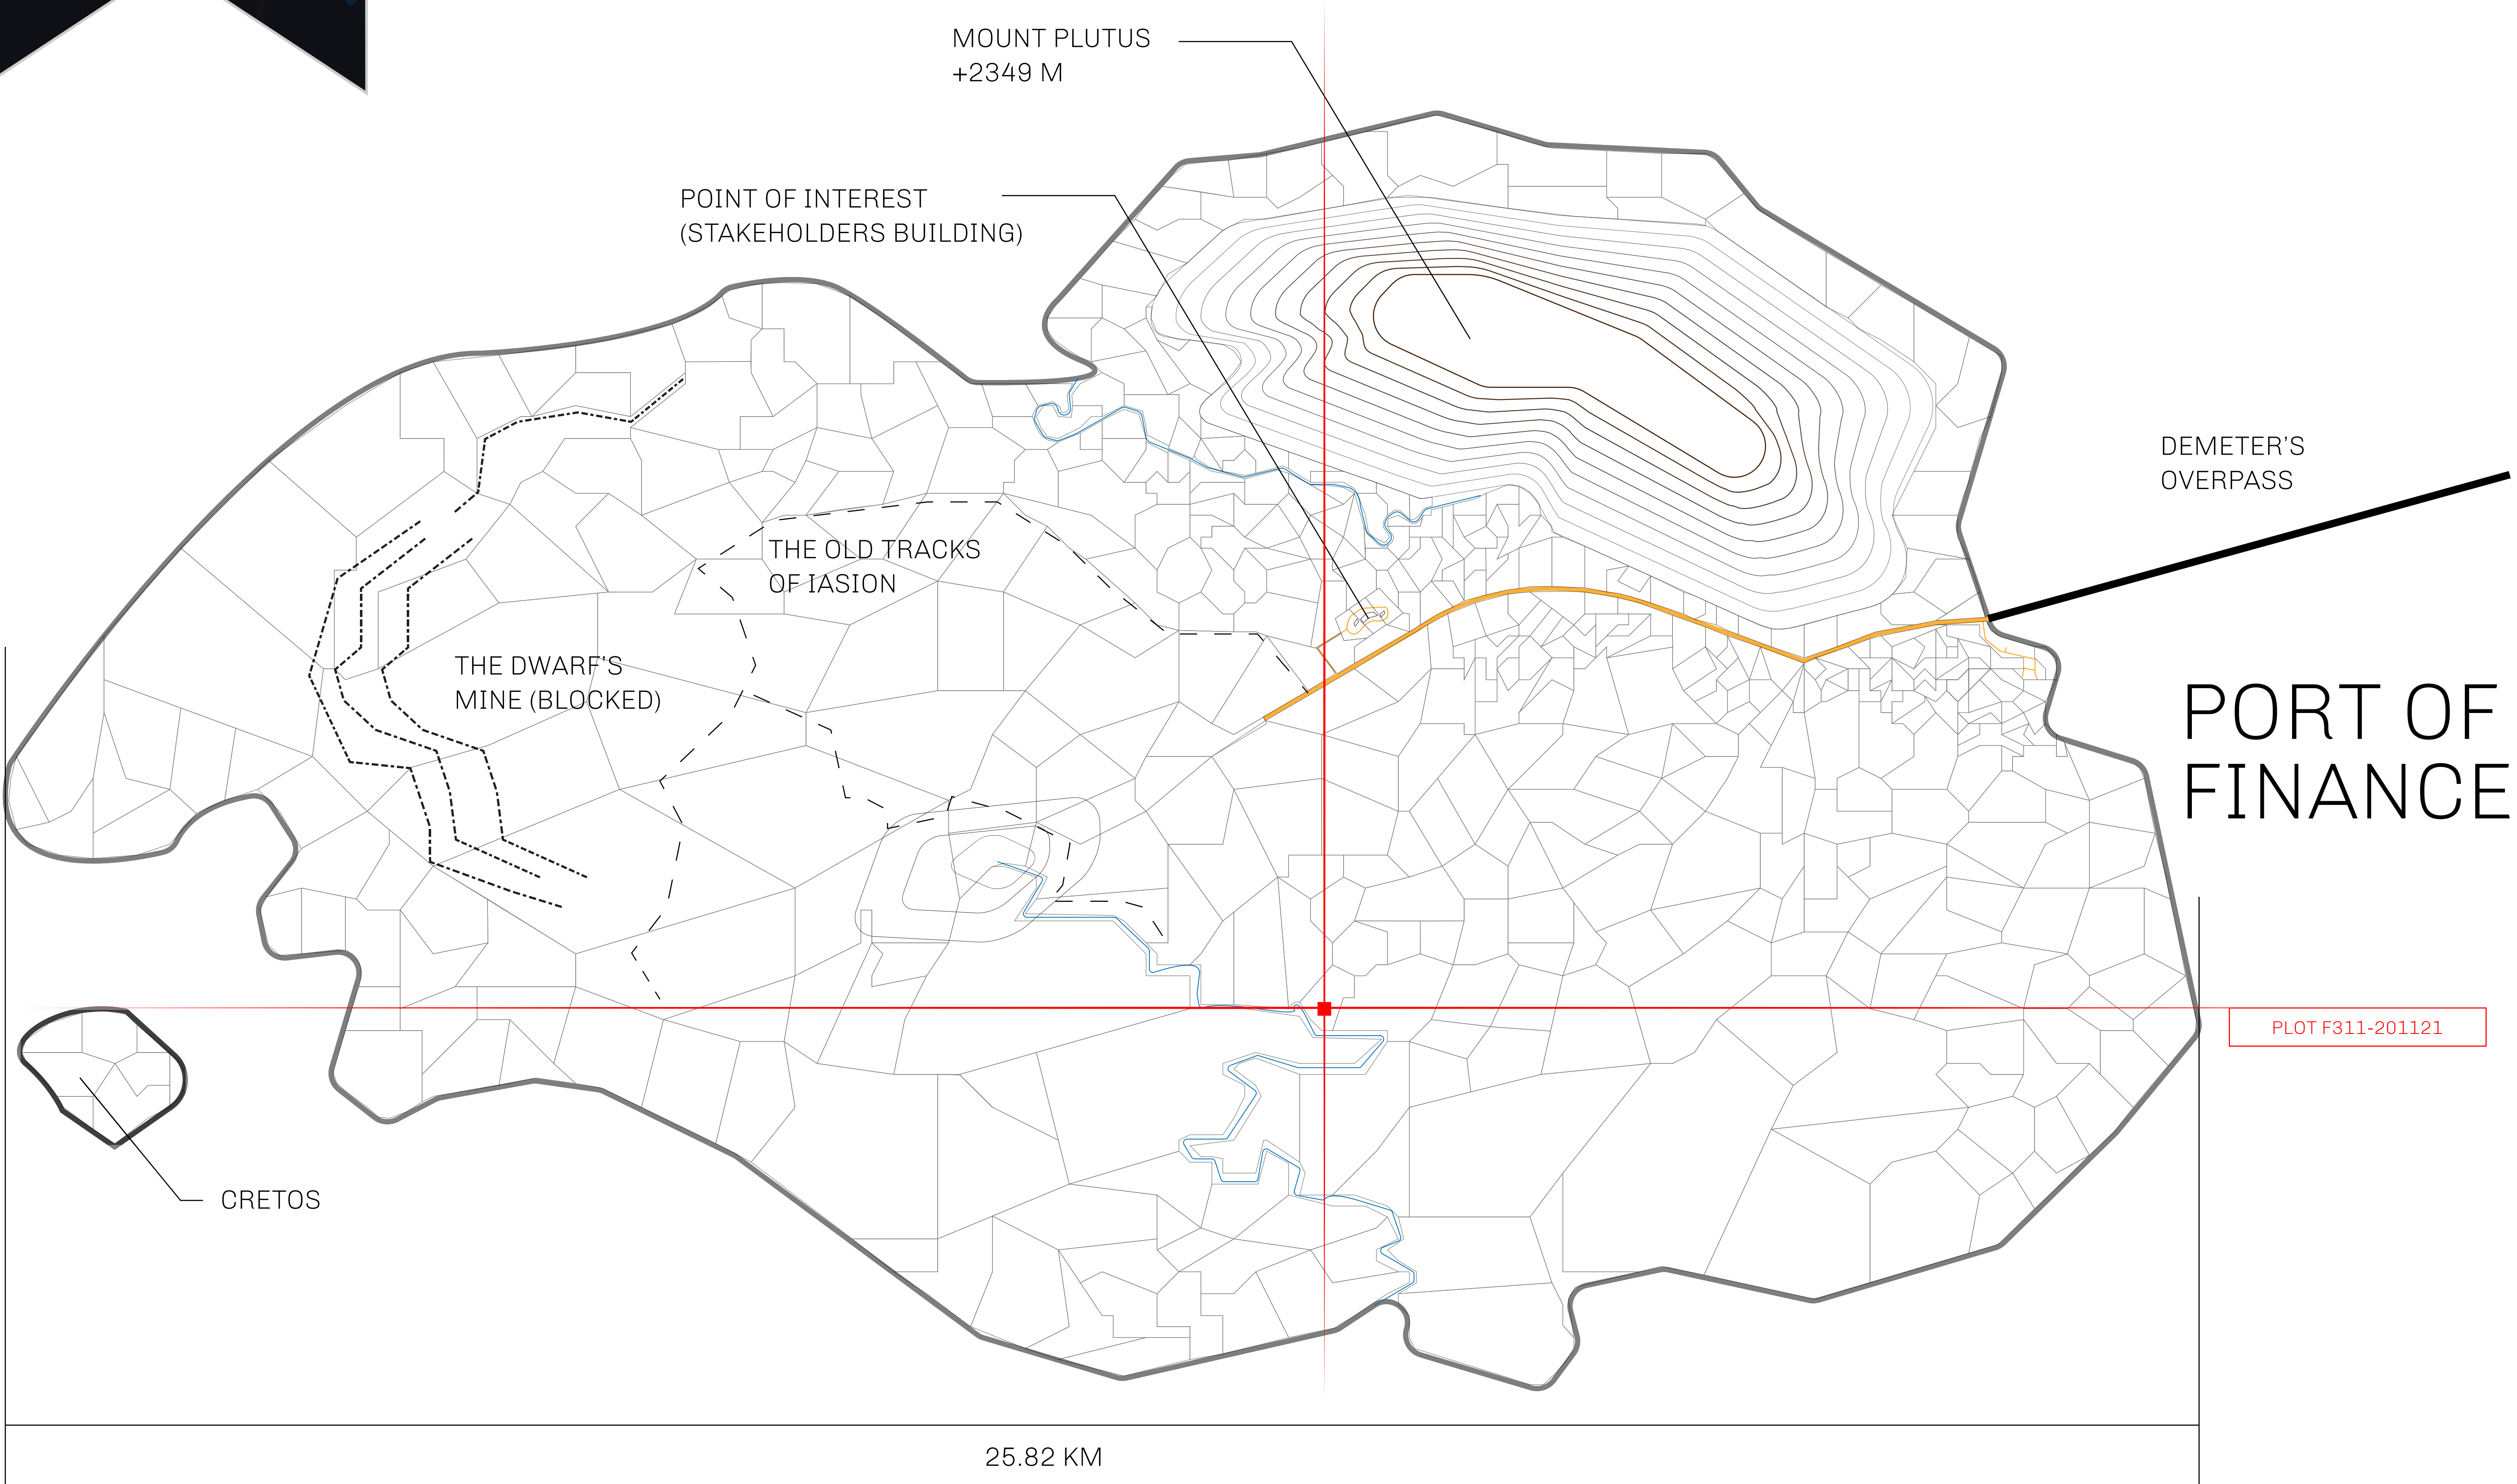 MOUNT PLUTUS
+2349 M
POINT OF INTEREST
(STAKEHOLDERS BUILDING)
DEMETER'S
OVERPASS
THE OLD TRACKS
OF IASION
THE DWARF'S
MINE (BLOCKED)
PORT OF
FINANCE
PLOT F311-201121
CRETOS
25.82 KM